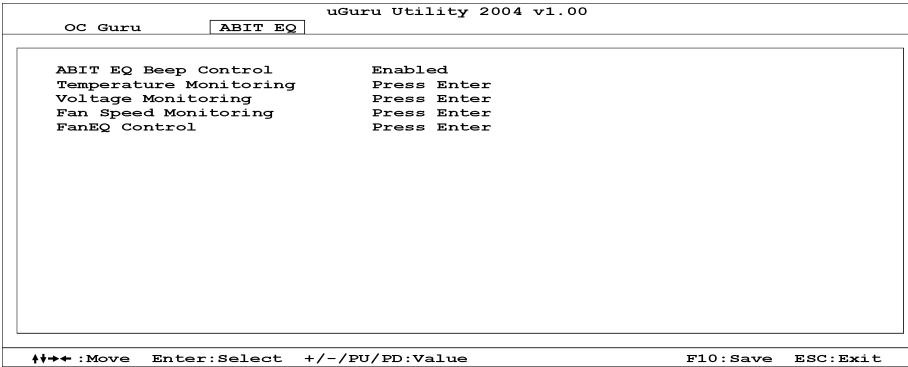 uGuru Utility 2004 v1.00
OC Guru ABIT EQ
ABIT EQ Beep Control Enabled
Temperature Monitoring Press Enter
Voltage Monitoring Press Enter
Fan Speed Monitoring Press Enter
FanEQ Control Press Enter
↑↓→←:Move Enter:Select +/-/PU/PD:Value F10:Save ESC:Exit